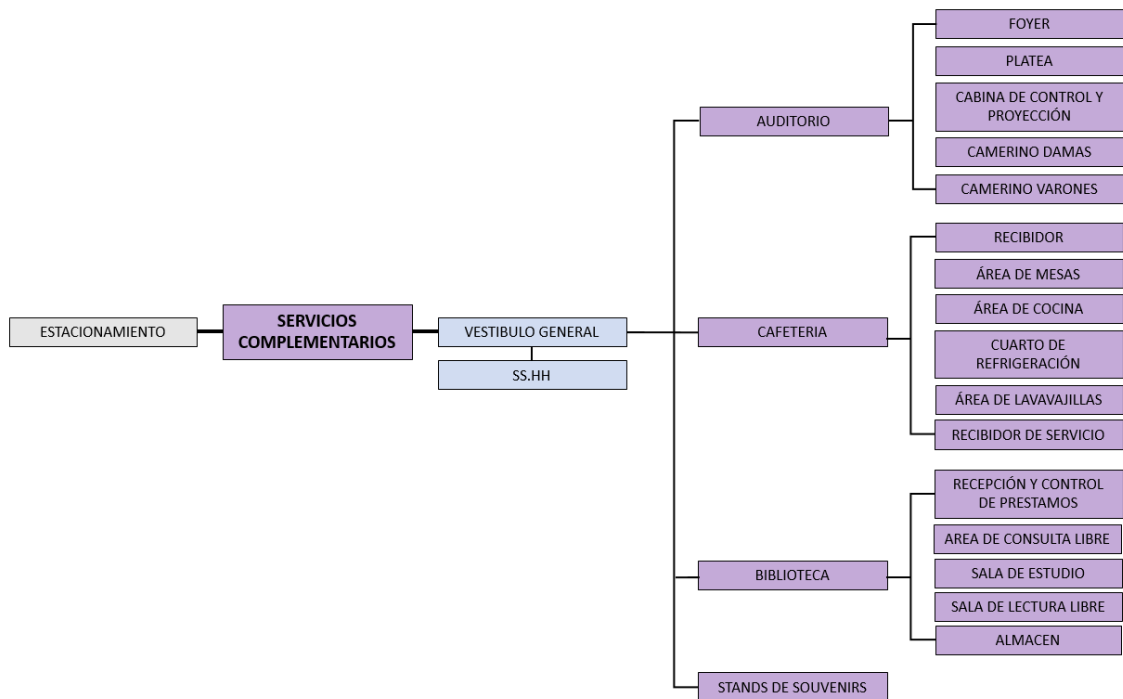 ESTACIONAMIENTO
SERVICIOS
COMPLEMENTARIOS
VESTIBULO GENERAL
SS.HH
AUDITORIO
FOYER
PLATEA
CABINA DE CONTROL Y
PROYECCIÓN
CAMERINO DAMAS
CAMERINO VARONES
CAFETERIA
RECIBIDOR
ÁREA DE MESAS
ÁREA DE COCINA
CUARTO DE
REFRIGERACIÓN
ÁREA DE LAVAVAJILLAS
RECIBIDOR DE SERVICIO
BIBLIOTECA
RECEPCIÓN Y CONTROL
DE PRESTAMOS
AREA DE CONSULTA LIBRE
SALA DE ESTUDIO
SALA DE LECTURA LIBRE
ALMACEN
STANDS DE SOUVENIRS